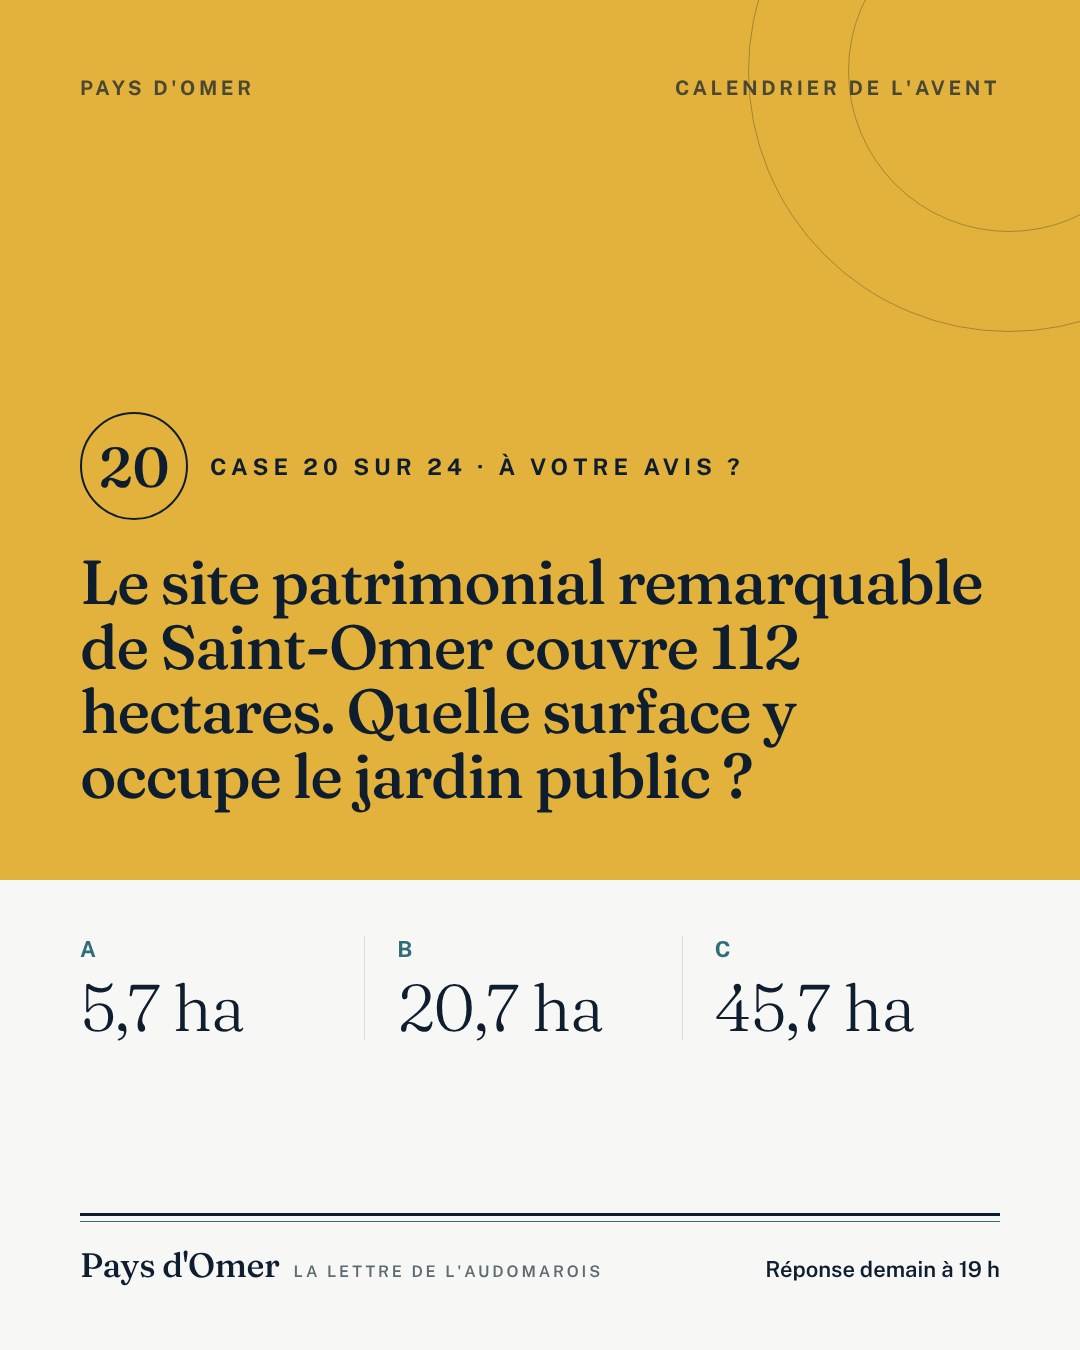 PAYS D'OMER
CALENDRIER DE L'AVENT
20
CASE 20 SUR 24 · À VOTRE AVIS ?
Le site patrimonial remarquable
de Saint-Omer couvre 112
hectares. Quelle surface y
occupe le jardin public ?
A
5,7 ha
B
20,7 ha
C
45,7 ha
Pays d'Omer LA LETTRE DE L'AUDOMAROIS
Réponse demain à 19 h